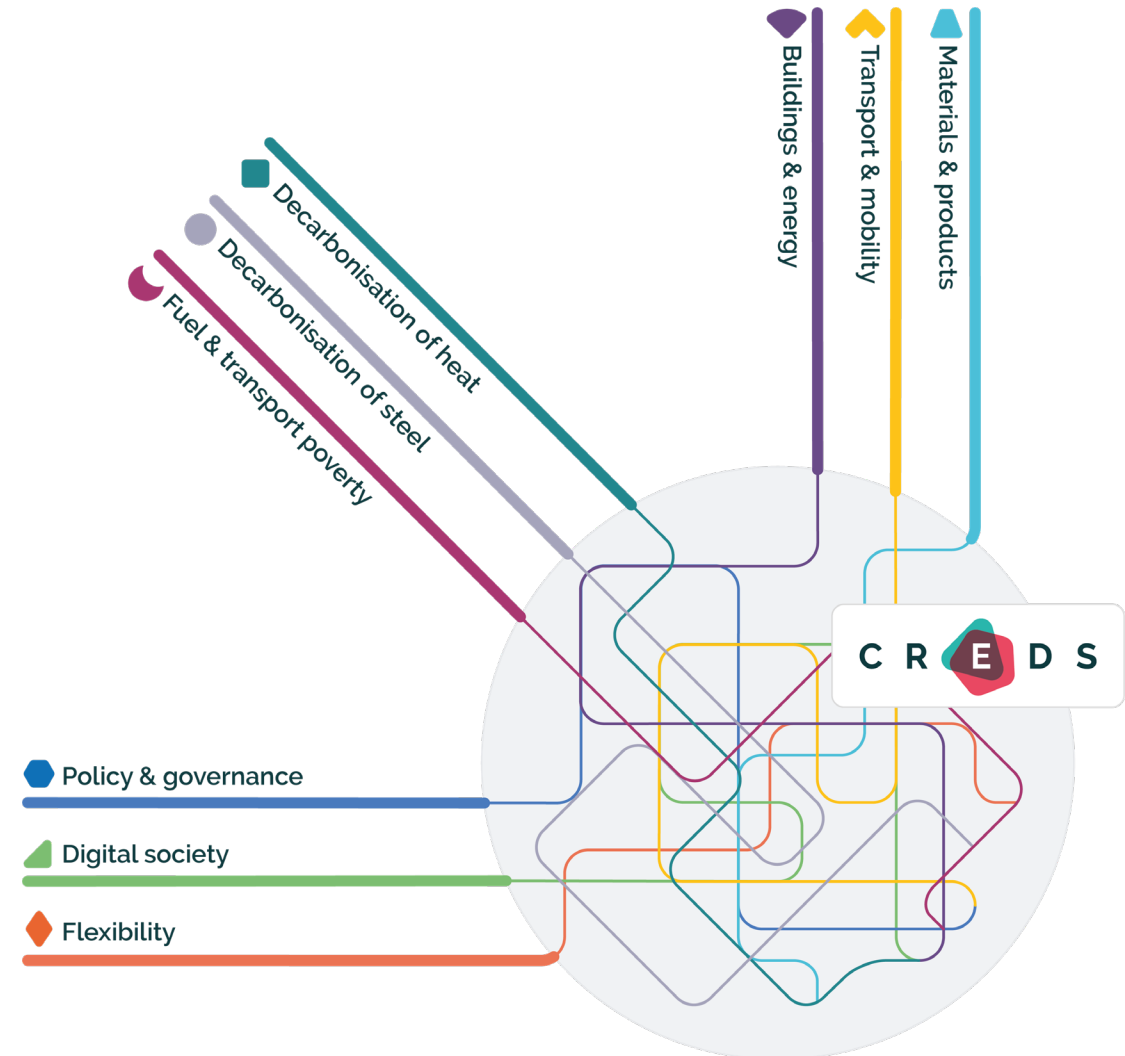 Buildings & energy
Transport & mobility
Materials & products
Decarbonisation of heat
Decarbonisation of steel
Fuel & transport poverty
C R E D S
Policy & governance
Digital society
Flexibility